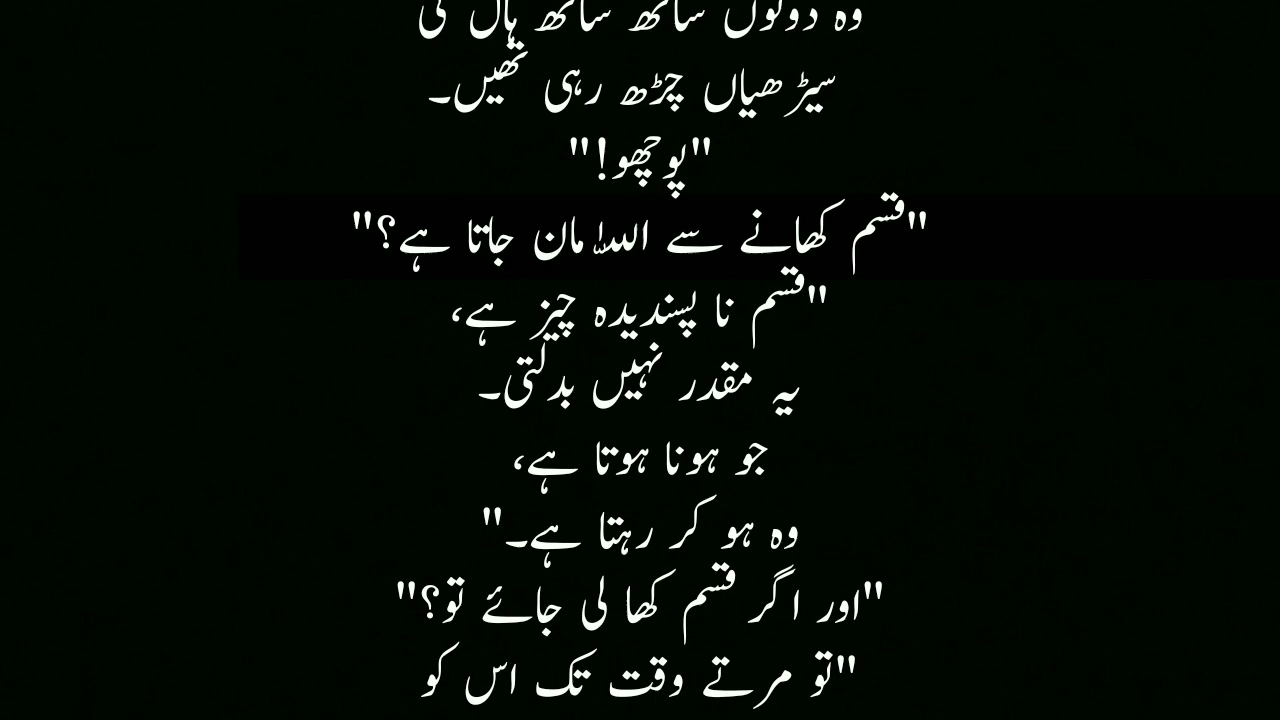 وہ دونوں ساتھ ساتھ ہال کی
سیڑھیاں چڑھ رہی تھیں۔
"پوچھو!"
"قسم کھانے سے اللہ مان جاتا ہے؟"
"قسم نا پسندیدہ چیز ہے،
یہ مقدر نہیں بدلتی۔
جو ہونا ہوتا ہے،
وہ ہو کر رہتا ہے۔"
"اور اگر قسم کھا لی جائے تو؟"
"تو مرتے وقت تک اس کو